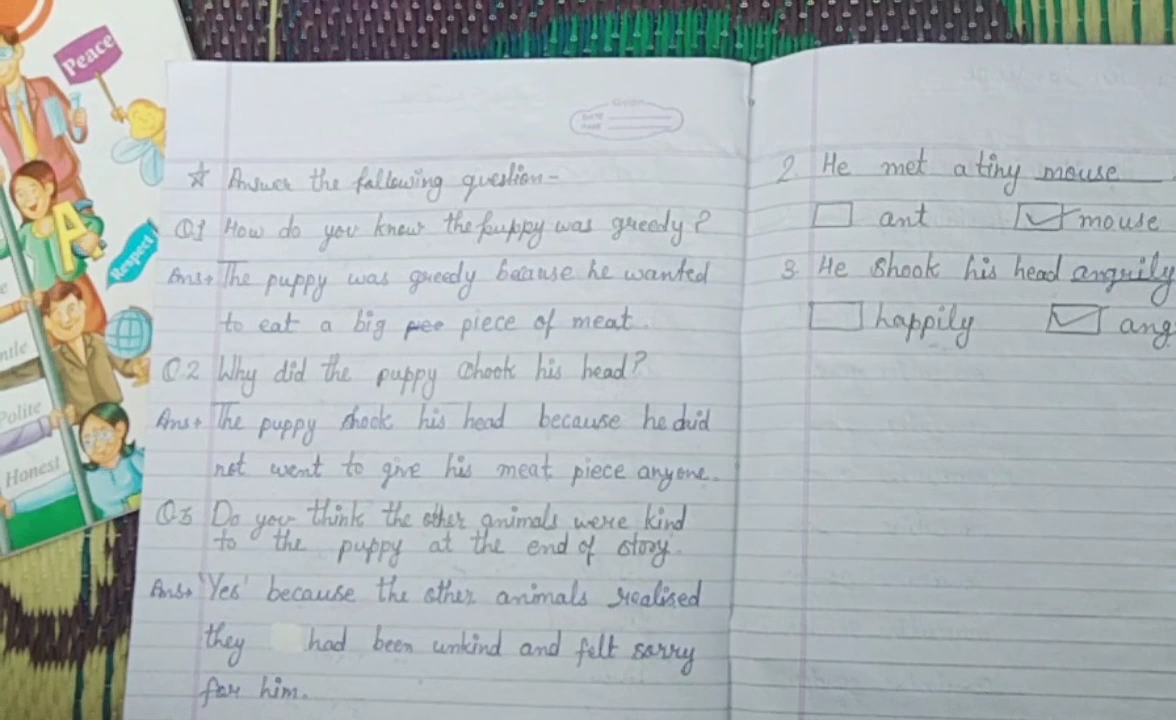 Peace
Respect
Polite
Honest
DATE
PAGE
☆ Answer the following question-
Q1 How do you know the puppy was greedy?
Ans→ The puppy was greedy because he wanted
to eat a big piece of meat.
Q.2 Why did the puppy shook his head?
Ans→ The puppy shook his head because he did
not went to give his meat piece anyone.
Q.3 Do you think the other animals were kind
to the puppy at the end of story.
Ans→ 'Yes' because the other animals realised
they had been unkind and felt sorry
for him.
2. He met a tiny mouse.
ant mouse
3. He shook his head angrily
happily ang